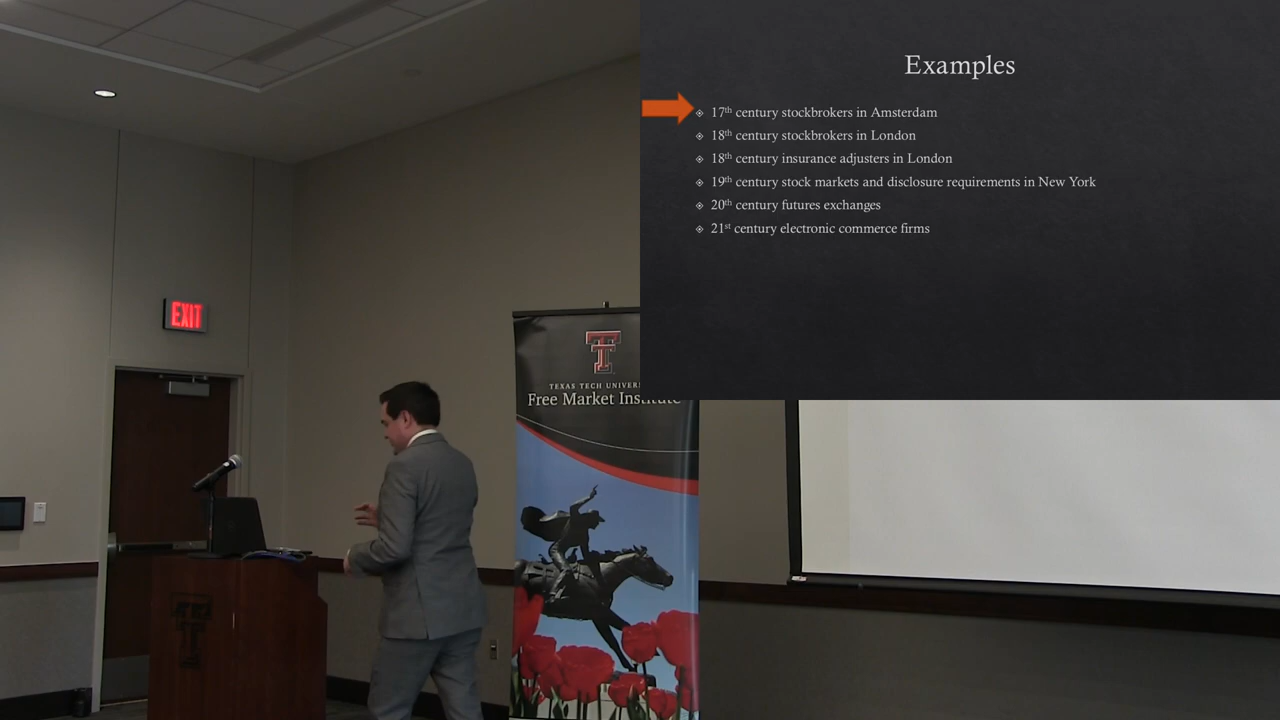 Examples
17th century stockbrokers in Amsterdam
18th century stockbrokers in London
18th century insurance adjusters in London
19th century stock markets and disclosure requirements in New York
20th century futures exchanges
21st century electronic commerce firms
EXIT
TEXAS TECH UNIVER
Free Market Institute